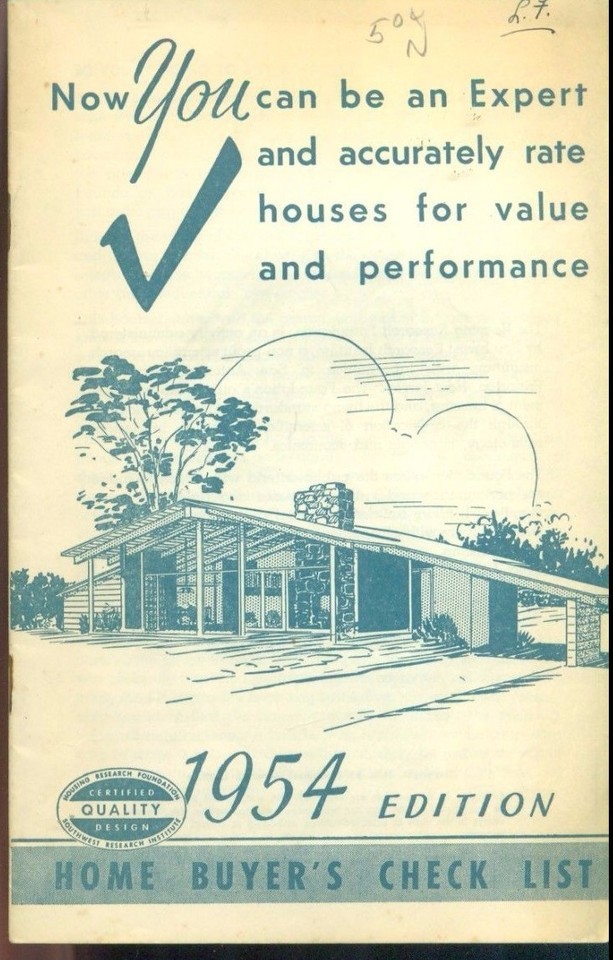 50¢
N
L.F.
Now You can be an Expert
and accurately rate
houses for value
and performance
HOUSING RESEARCH FOUNDATION
CERTIFIED
QUALITY
DESIGN
SOUTHWEST RESEARCH INSTITUTE
1954 EDITION
HOME BUYER'S CHECK LIST